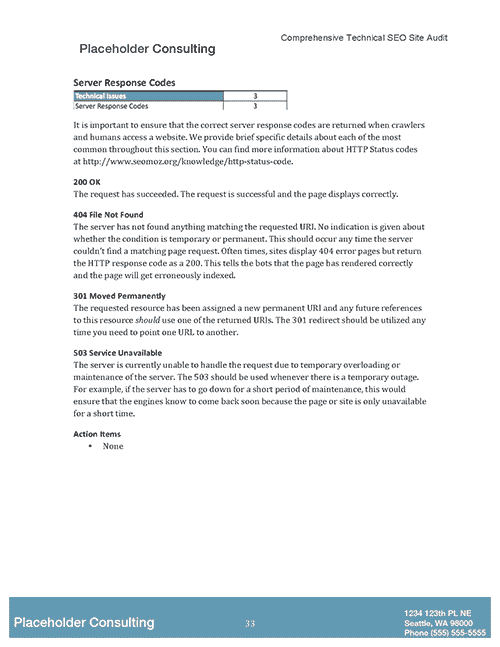 Comprehensive Technical SEO Site Audit
Placeholder Consulting
Server Response Codes
Technical Issues 3
Server Response Codes 3
It is important to ensure that the correct server response codes are returned when crawlers
and humans access a website. We provide brief specific details about each of the most
common throughout this section. You can find more information about HTTP Status codes
at http://www.seomoz.org/knowledge/http-status-code.
200 OK
The request has succeeded. The request is successful and the page displays correctly.
404 File Not Found
The server has not found anything matching the requested URI. No indication is given about
whether the condition is temporary or permanent. This should occur any time the server
couldn't find a matching page request. Often times, sites display 404 error pages but return
the HTTP response code as a 200. This tells the bots that the page has rendered correctly
and the page will get erroneously indexed.
301 Moved Permanently
The requested resource has been assigned a new permanent URI and any future references
to this resource should use one of the returned URIs. The 301 redirect should be utilized any
time you need to point one URL to another.
503 Service Unavailable
The server is currently unable to handle the request due to temporary overloading or
maintenance of the server. The 503 should be used whenever there is a temporary outage.
For example, if the server has to go down for a short period of maintenance, this would
ensure that the engines know to come back soon because the page or site is only unavailable
for a short time.
Action Items
• None
Placeholder Consulting
33
1234 123th PL NE
Seattle, WA 98000
Phone (555) 555-5555